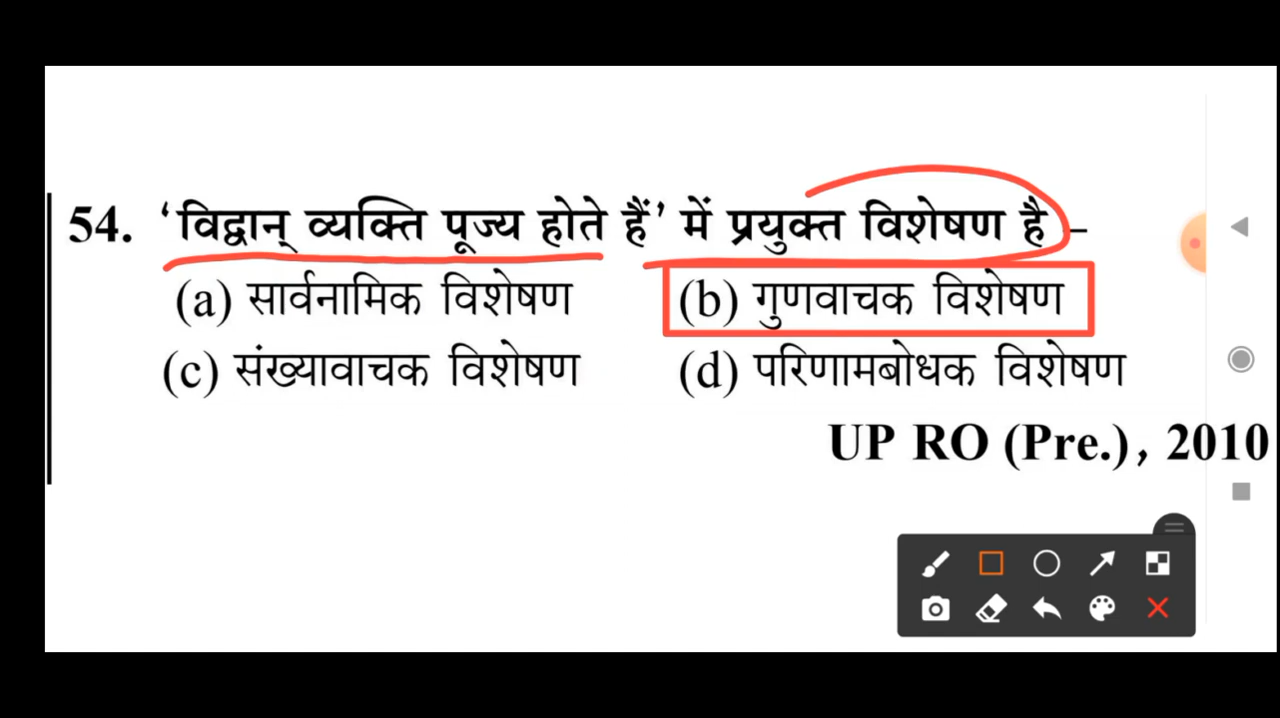 54. ‘विद्वान् व्यक्ति पूज्य होते हैं’ में प्रयुक्त विशेषण है –
(a) सार्वनामिक विशेषण (b) गुणवाचक विशेषण
(c) संख्यावाचक विशेषण (d) परिणामबोधक विशेषण
UP RO (Pre.), 2010